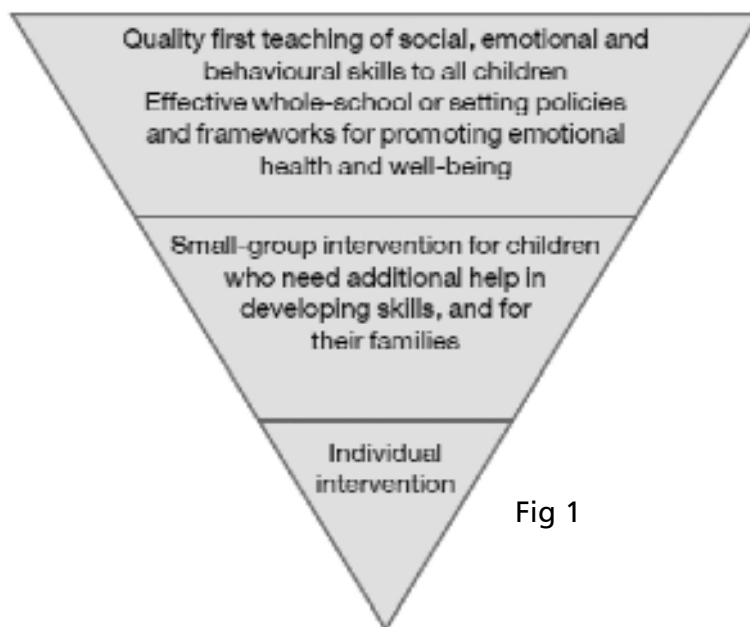 Quality first teaching of social, emotional and
behavioural skills to all children
Effective whole-school or setting policies
and frameworks for promoting emotional
health and well-being
Small-group intervention for children
who need additional help in
developing skills, and for
their families
Individual
intervention
Fig 1